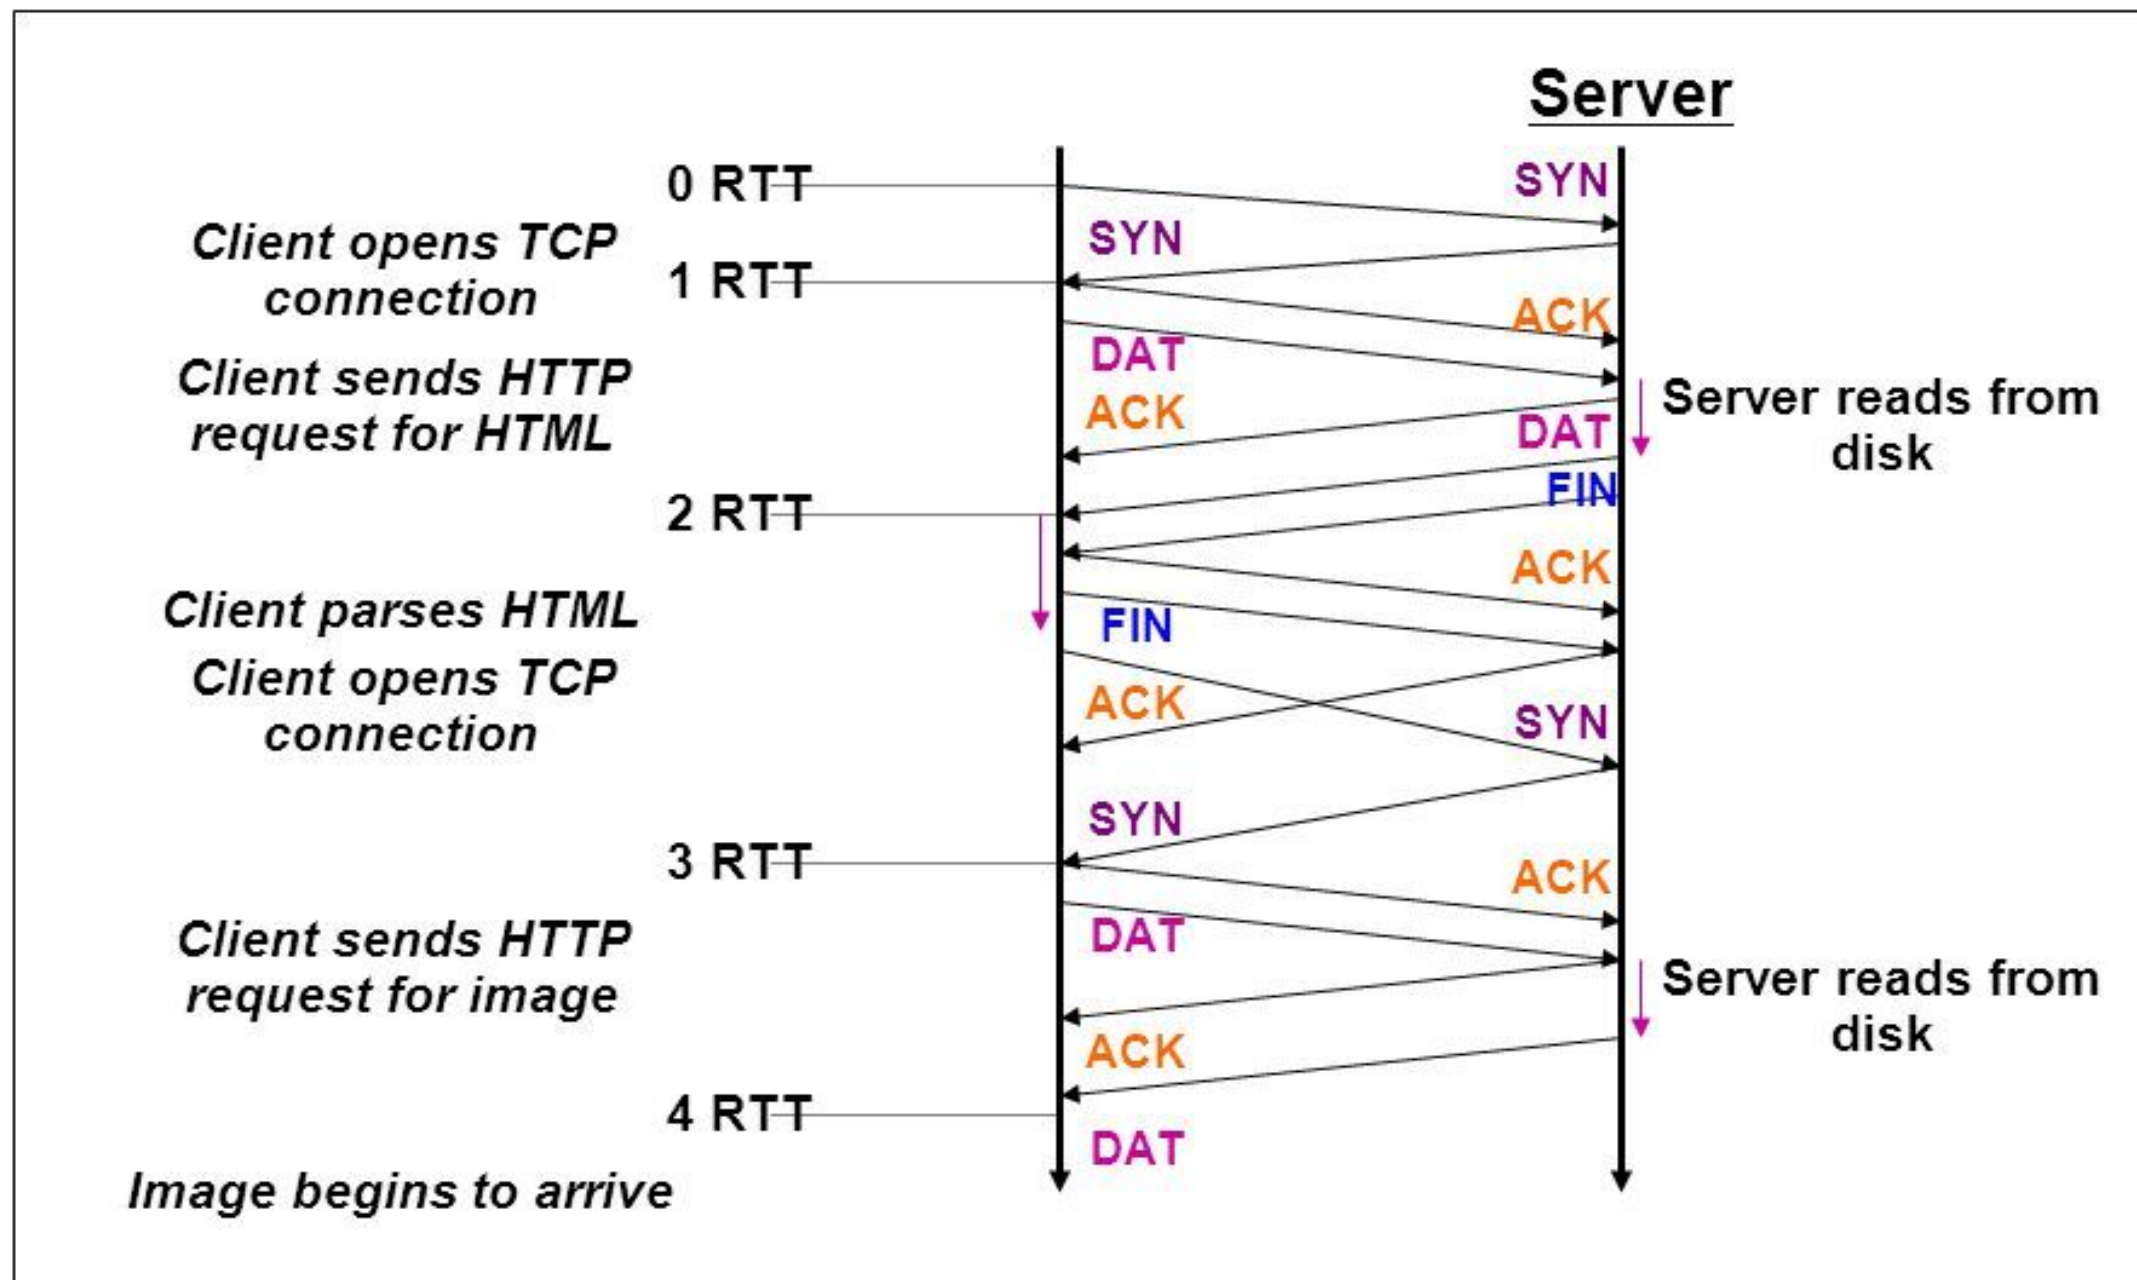 Server
0 RTT
SYN
Client opens TCP
connection
SYN
1 RTT
ACK
DAT
Client sends HTTP
request for HTML
ACK
Server reads from
disk
DAT
FIN
2 RTT
ACK
Client parses HTML
FIN
Client opens TCP
connection
ACK
SYN
SYN
3 RTT
ACK
DAT
Client sends HTTP
request for image
Server reads from
disk
ACK
4 RTT
DAT
Image begins to arrive